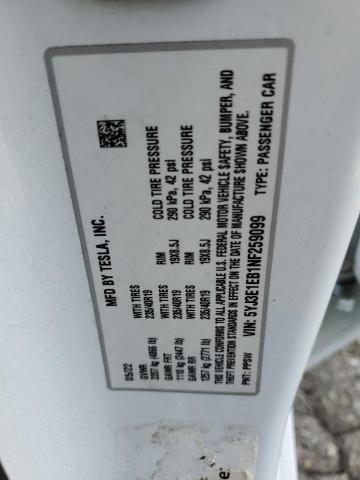 MFD BY TESLA, INC.
05/22
GVWR WITH TIRES RIM COLD TIRE PRESSURE
2207 kg (4866 lb) 235/40R19 19X8.5J 290 kPa, 42 psi
GAWR FRT WITH TIRES RIM COLD TIRE PRESSURE
1110 kg (2447 lb) 235/40R19 19X8.5J 290 kPa, 42 psi
GAWR RR
1257 kg (2771 lb) 235/40R19
THIS VEHICLE CONFORMS TO ALL APPLICABLE U.S. FEDERAL MOTOR VEHICLE SAFETY, BUMPER, AND
THEFT PREVENTION STANDARDS IN EFFECT ON THE DATE OF MANUFACTURE SHOWN ABOVE.
VIN: 5YJ3E1EB1NF259099 TYPE: PASSENGER CAR
PNT: PPSW